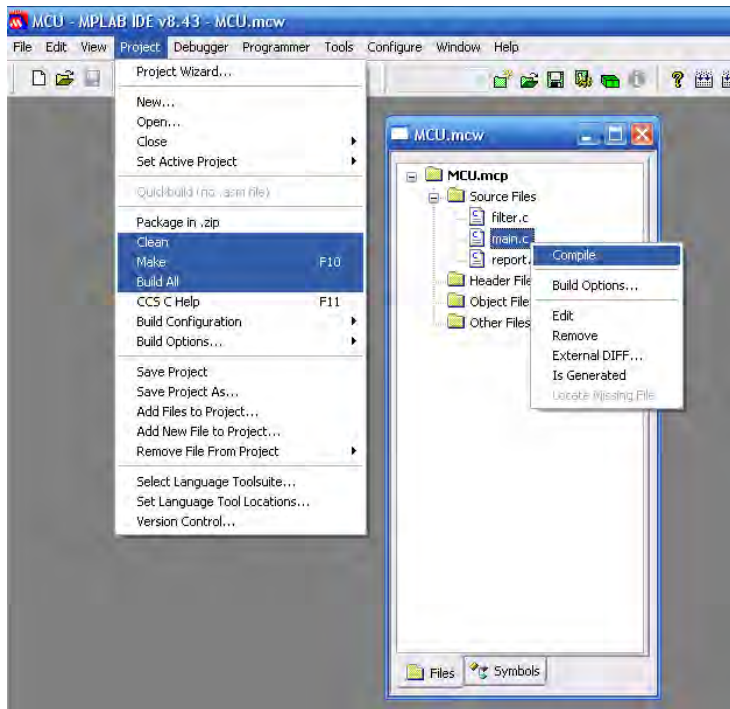 MCU - MPLAB IDE v8.43 - MCU.mcw
File Edit View Project Debugger Programmer Tools Configure Window Help
Project Wizard...
New...
Open...
Close
Set Active Project
Quickbuild (no .asm file)
Package in .zip
Clean
Make F10
Build All
CCS C Help F11
Build Configuration
Build Options...
Save Project
Save Project As...
Add Files to Project...
Add New File to Project...
Remove File From Project
Select Language Toolsuite...
Set Language Tool Locations...
Version Control...
MCU.mcw
MCU.mcp
Source Files
filter.c
main.c
report.
Header File
Object File
Other Files
Compile
Build Options...
Edit
Remove
External DIFF...
Is Generated
Locate Missing File
Files Symbols